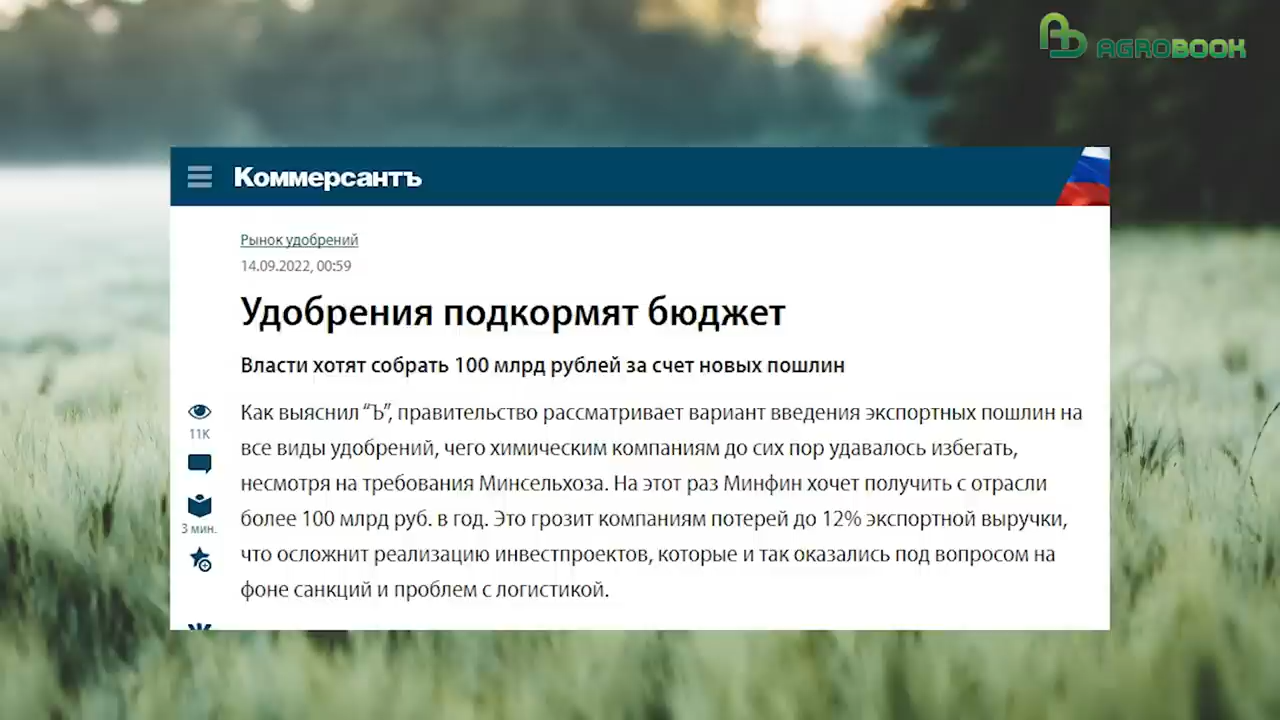 AGROBOOK
Коммерсантъ
Рынок удобрений
14.09.2022, 00:59
Удобрения подкормят бюджет
Власти хотят собрать 100 млрд рублей за счет новых пошлин
Как выяснил “Ъ”, правительство рассматривает вариант введения экспортных пошлин на
все виды удобрений, чего химическим компаниям до сих пор удавалось избегать,
11K
несмотря на требования Минсельхоза. На этот раз Минфин хочет получить с отрасли
более 100 млрд руб. в год. Это грозит компаниям потерей до 12% экспортной выручки,
3 мин.
что осложнит реализацию инвестпроектов, которые и так оказались под вопросом на
фоне санкций и проблем с логистикой.